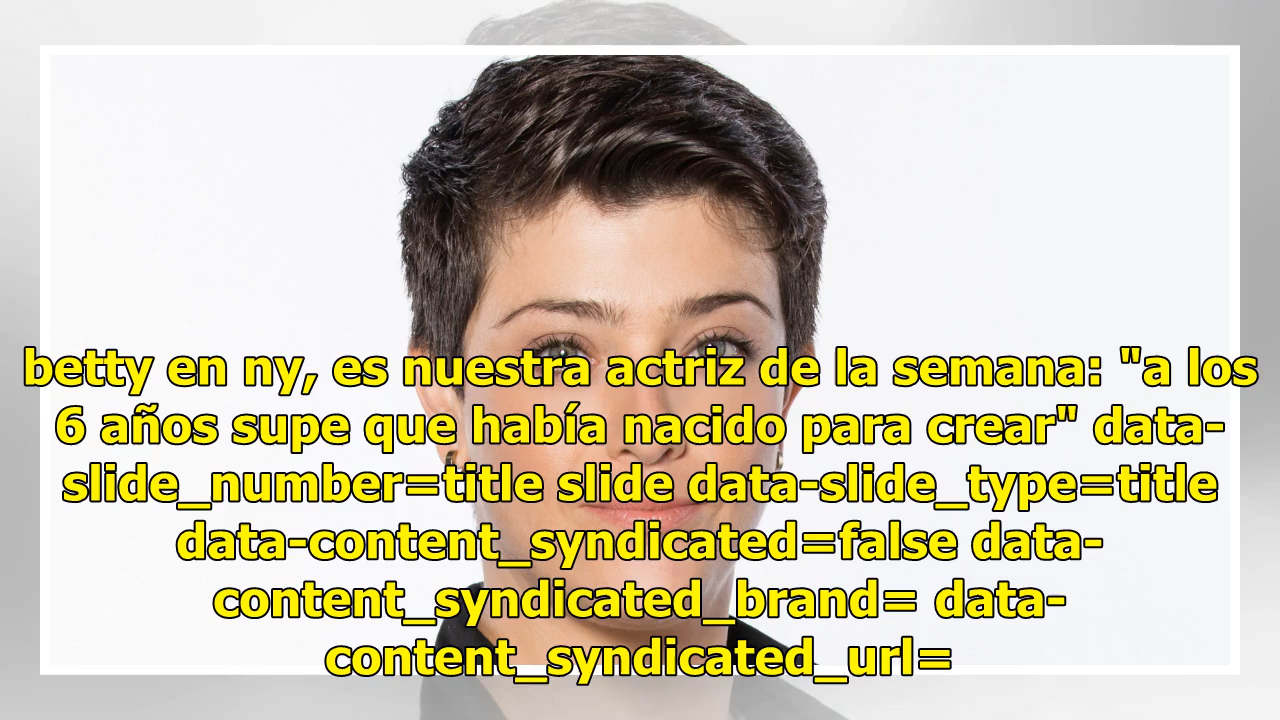 betty en ny, es nuestra actriz de la semana: "a los
6 años supe que había nacido para crear" data-
slide_number=title slide data-slide_type=title
data-content_syndicated=false data-
content_syndicated_brand= data-
content_syndicated_url=